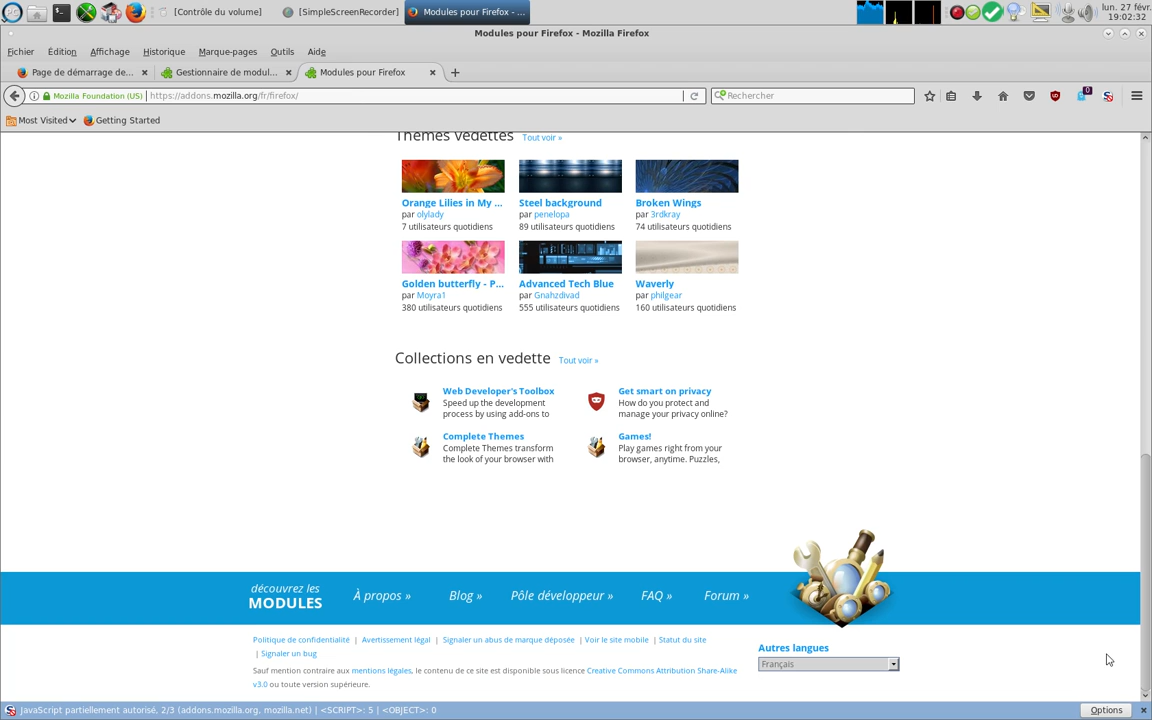 [Contrôle du volume]
[SimpleScreenRecorder]
Modules pour Firefox - ...
lun. 27 févr.
19:02:32
Modules pour Firefox - Mozilla Firefox
Fichier Édition Affichage Historique Marque-pages Outils Aide
Page de démarrage de...
Gestionnaire de modul...
Modules pour Firefox
Mozilla Foundation (US)
https://addons.mozilla.org/fr/firefox/
Rechercher
0
Most Visited
Getting Started
Thèmes vedettes Tout voir »
Orange Lilies in My ... Steel background Broken Wings
par olylady par penelopa par 3rdkray
7 utilisateurs quotidiens 89 utilisateurs quotidiens 74 utilisateurs quotidiens
Golden butterfly - P... Advanced Tech Blue Waverly
par Moyra1 par Gnahzdivad par philgear
380 utilisateurs quotidiens 555 utilisateurs quotidiens 160 utilisateurs quotidiens
Collections en vedette Tout voir »
Web Developer's Toolbox
Speed up the development
process by using add-ons to
Get smart on privacy
How do you protect and
manage your privacy online?
Complete Themes
Complete Themes transform
the look of your browser with
Games!
Play games right from your
browser, anytime. Puzzles,
découvrez les
MODULES
À propos » Blog » Pôle développeur » FAQ » Forum »
Politique de confidentialité | Avertissement légal | Signaler un abus de marque déposée | Voir le site mobile | Statut du site
| Signaler un bug
Sauf mention contraire aux mentions légales, le contenu de ce site est disponible sous licence Creative Commons Attribution Share-Alike
v3.0 ou toute version supérieure.
Autres langues
Français
JavaScript partiellement autorisé, 2/3 (addons.mozilla.org, mozilla.net) | <SCRIPT>: 5 | <OBJECT>: 0
Options